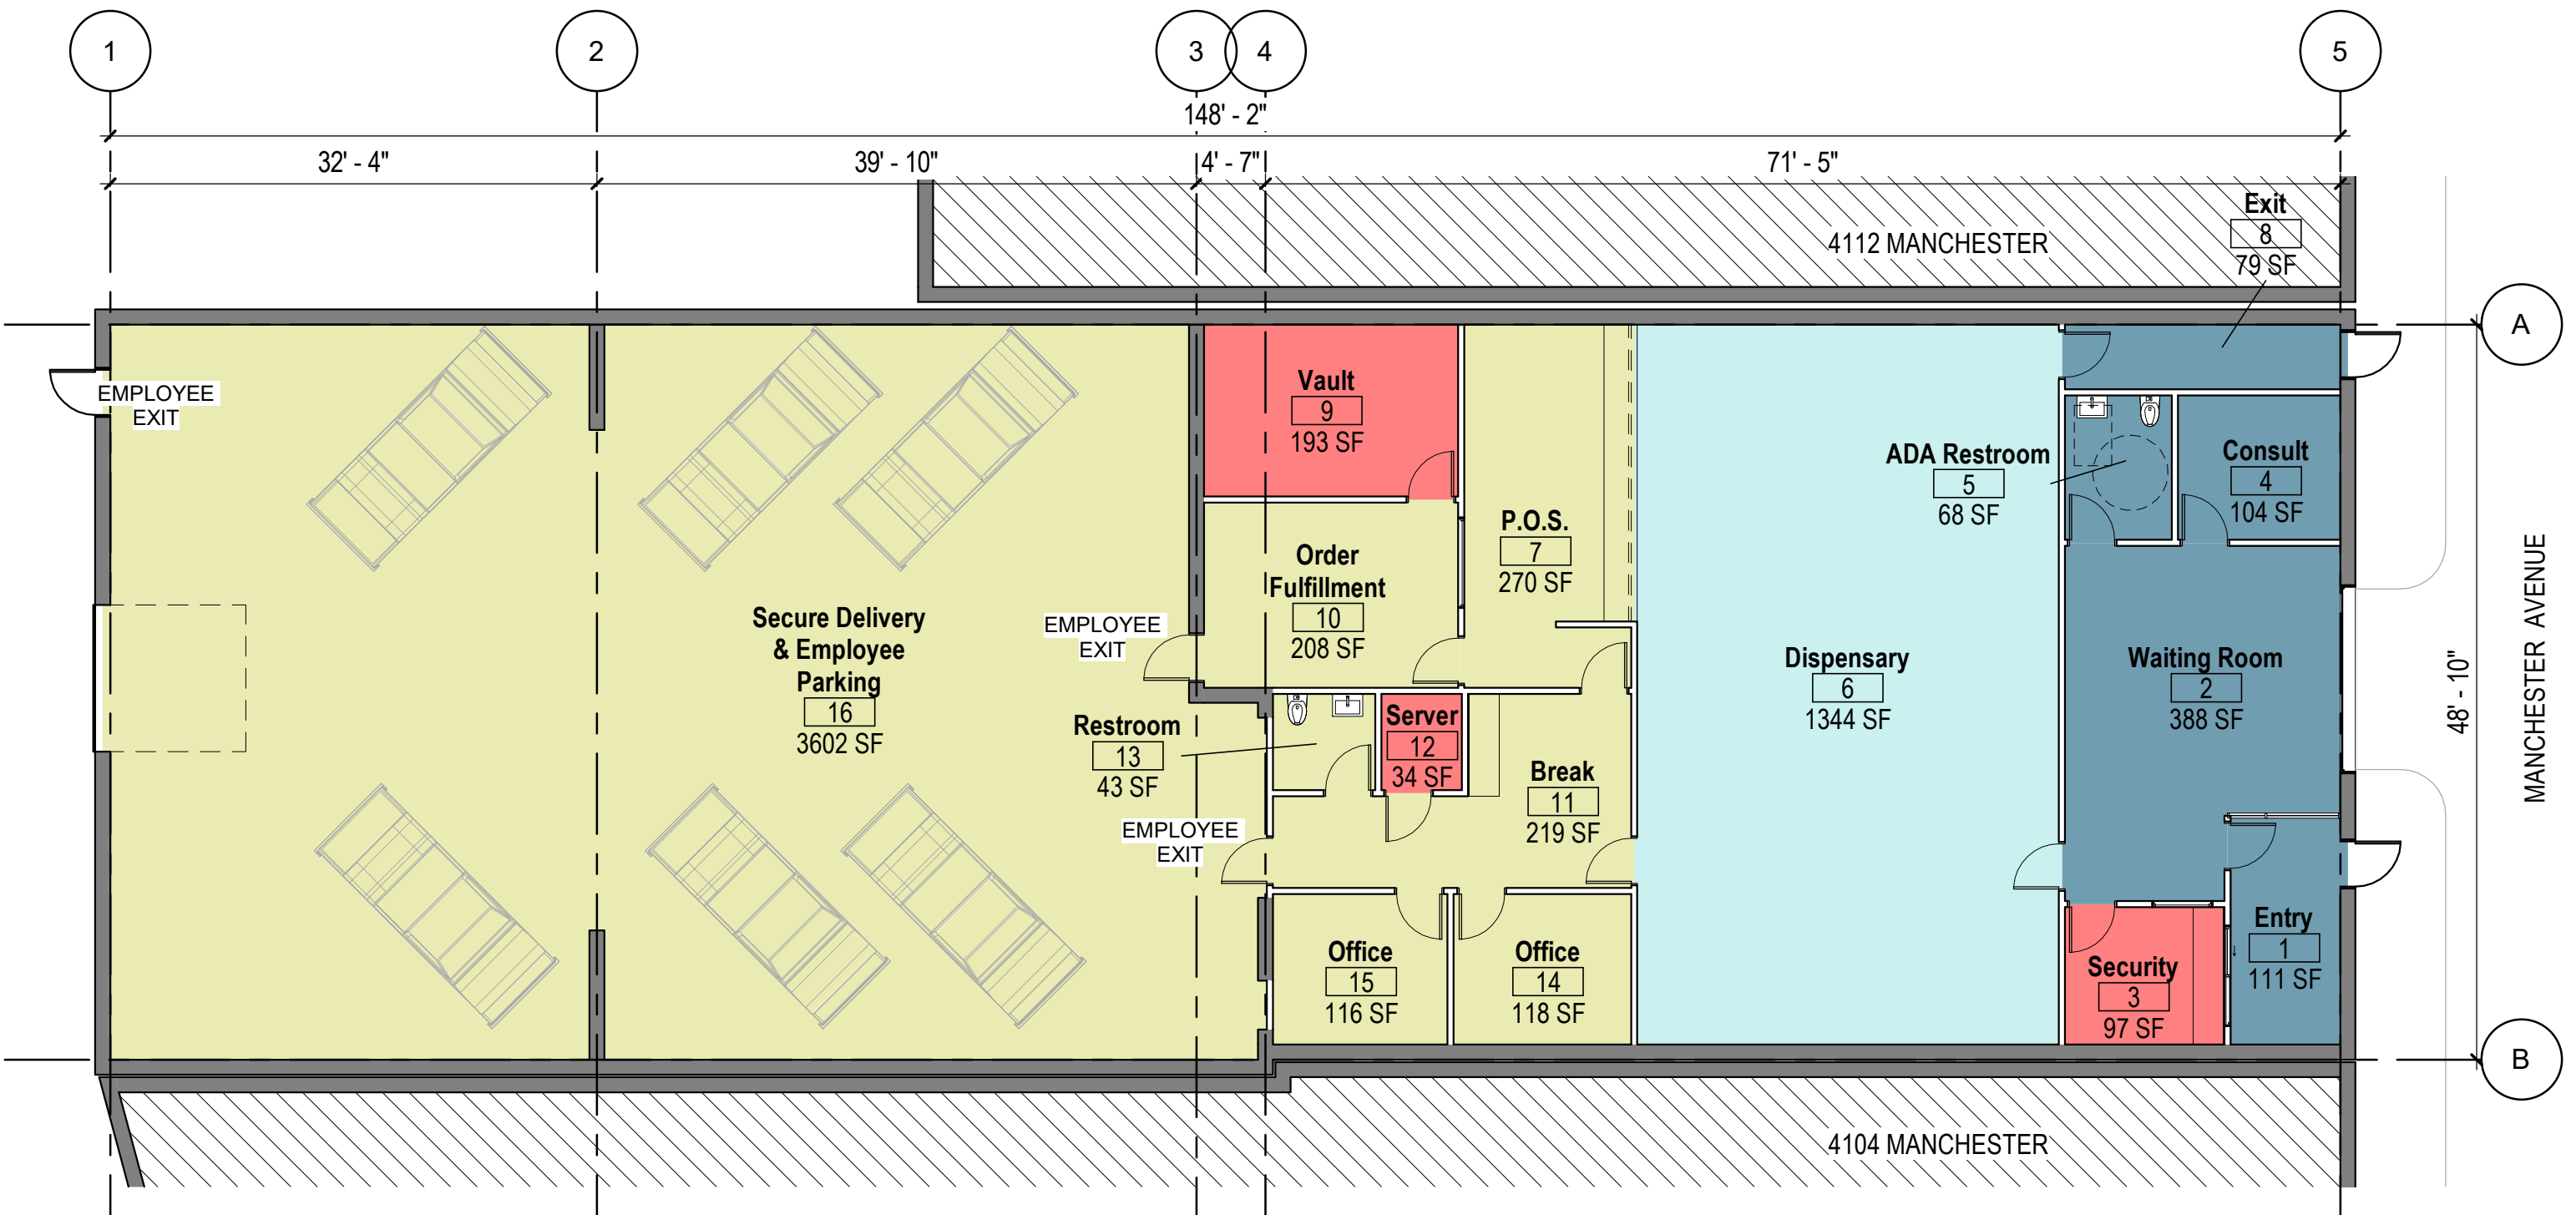 1
2
3
4
5
148' - 2"
32' - 4"
39' - 10"
4' - 7"
71' - 5"
Exit
8
79 SF
4112 MANCHESTER
A
EMPLOYEE
EXIT
Vault
9
193 SF
ADA Restroom
5
68 SF
Consult
4
104 SF
P.O.S.
7
270 SF
Order
Fulfillment
10
208 SF
Secure Delivery
& Employee
Parking
16
3602 SF
EMPLOYEE
EXIT
Dispensary
6
1344 SF
Waiting Room
2
388 SF
48' - 10"
MANCHESTER AVENUE
Restroom
13
43 SF
Server
12
34 SF
Break
11
219 SF
EMPLOYEE
EXIT
Office
15
116 SF
Office
14
118 SF
Security
3
97 SF
Entry
1
111 SF
B
4104 MANCHESTER